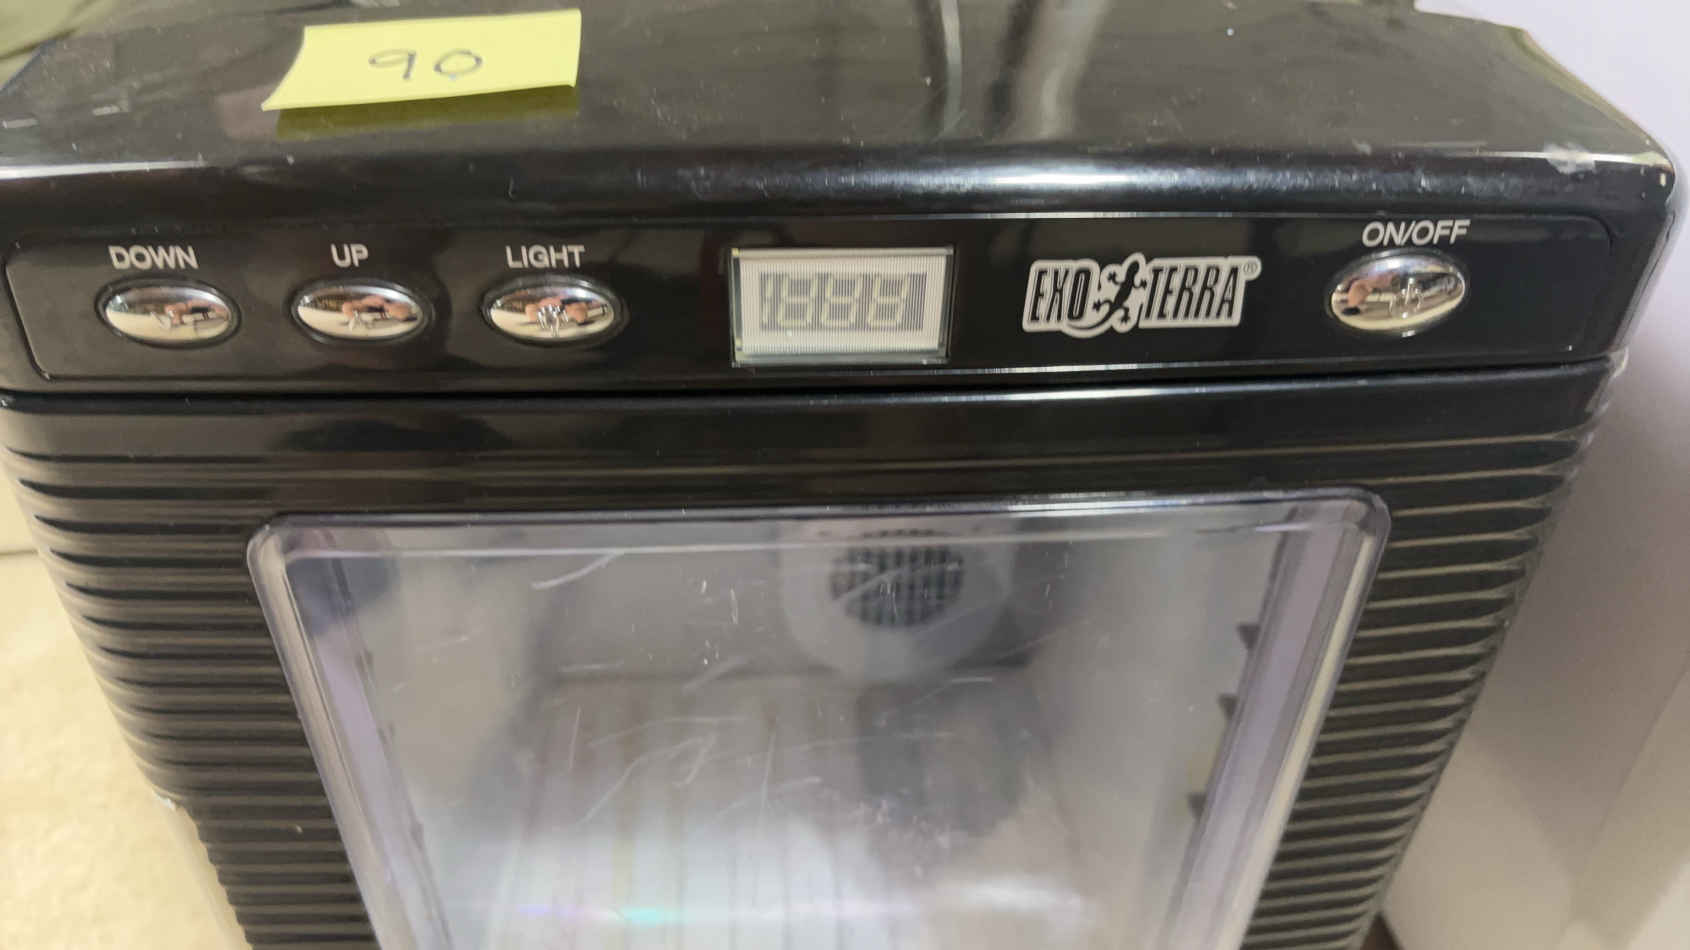 90
DOWN
UP
LIGHT
EXO TERRA®
ON/OFF